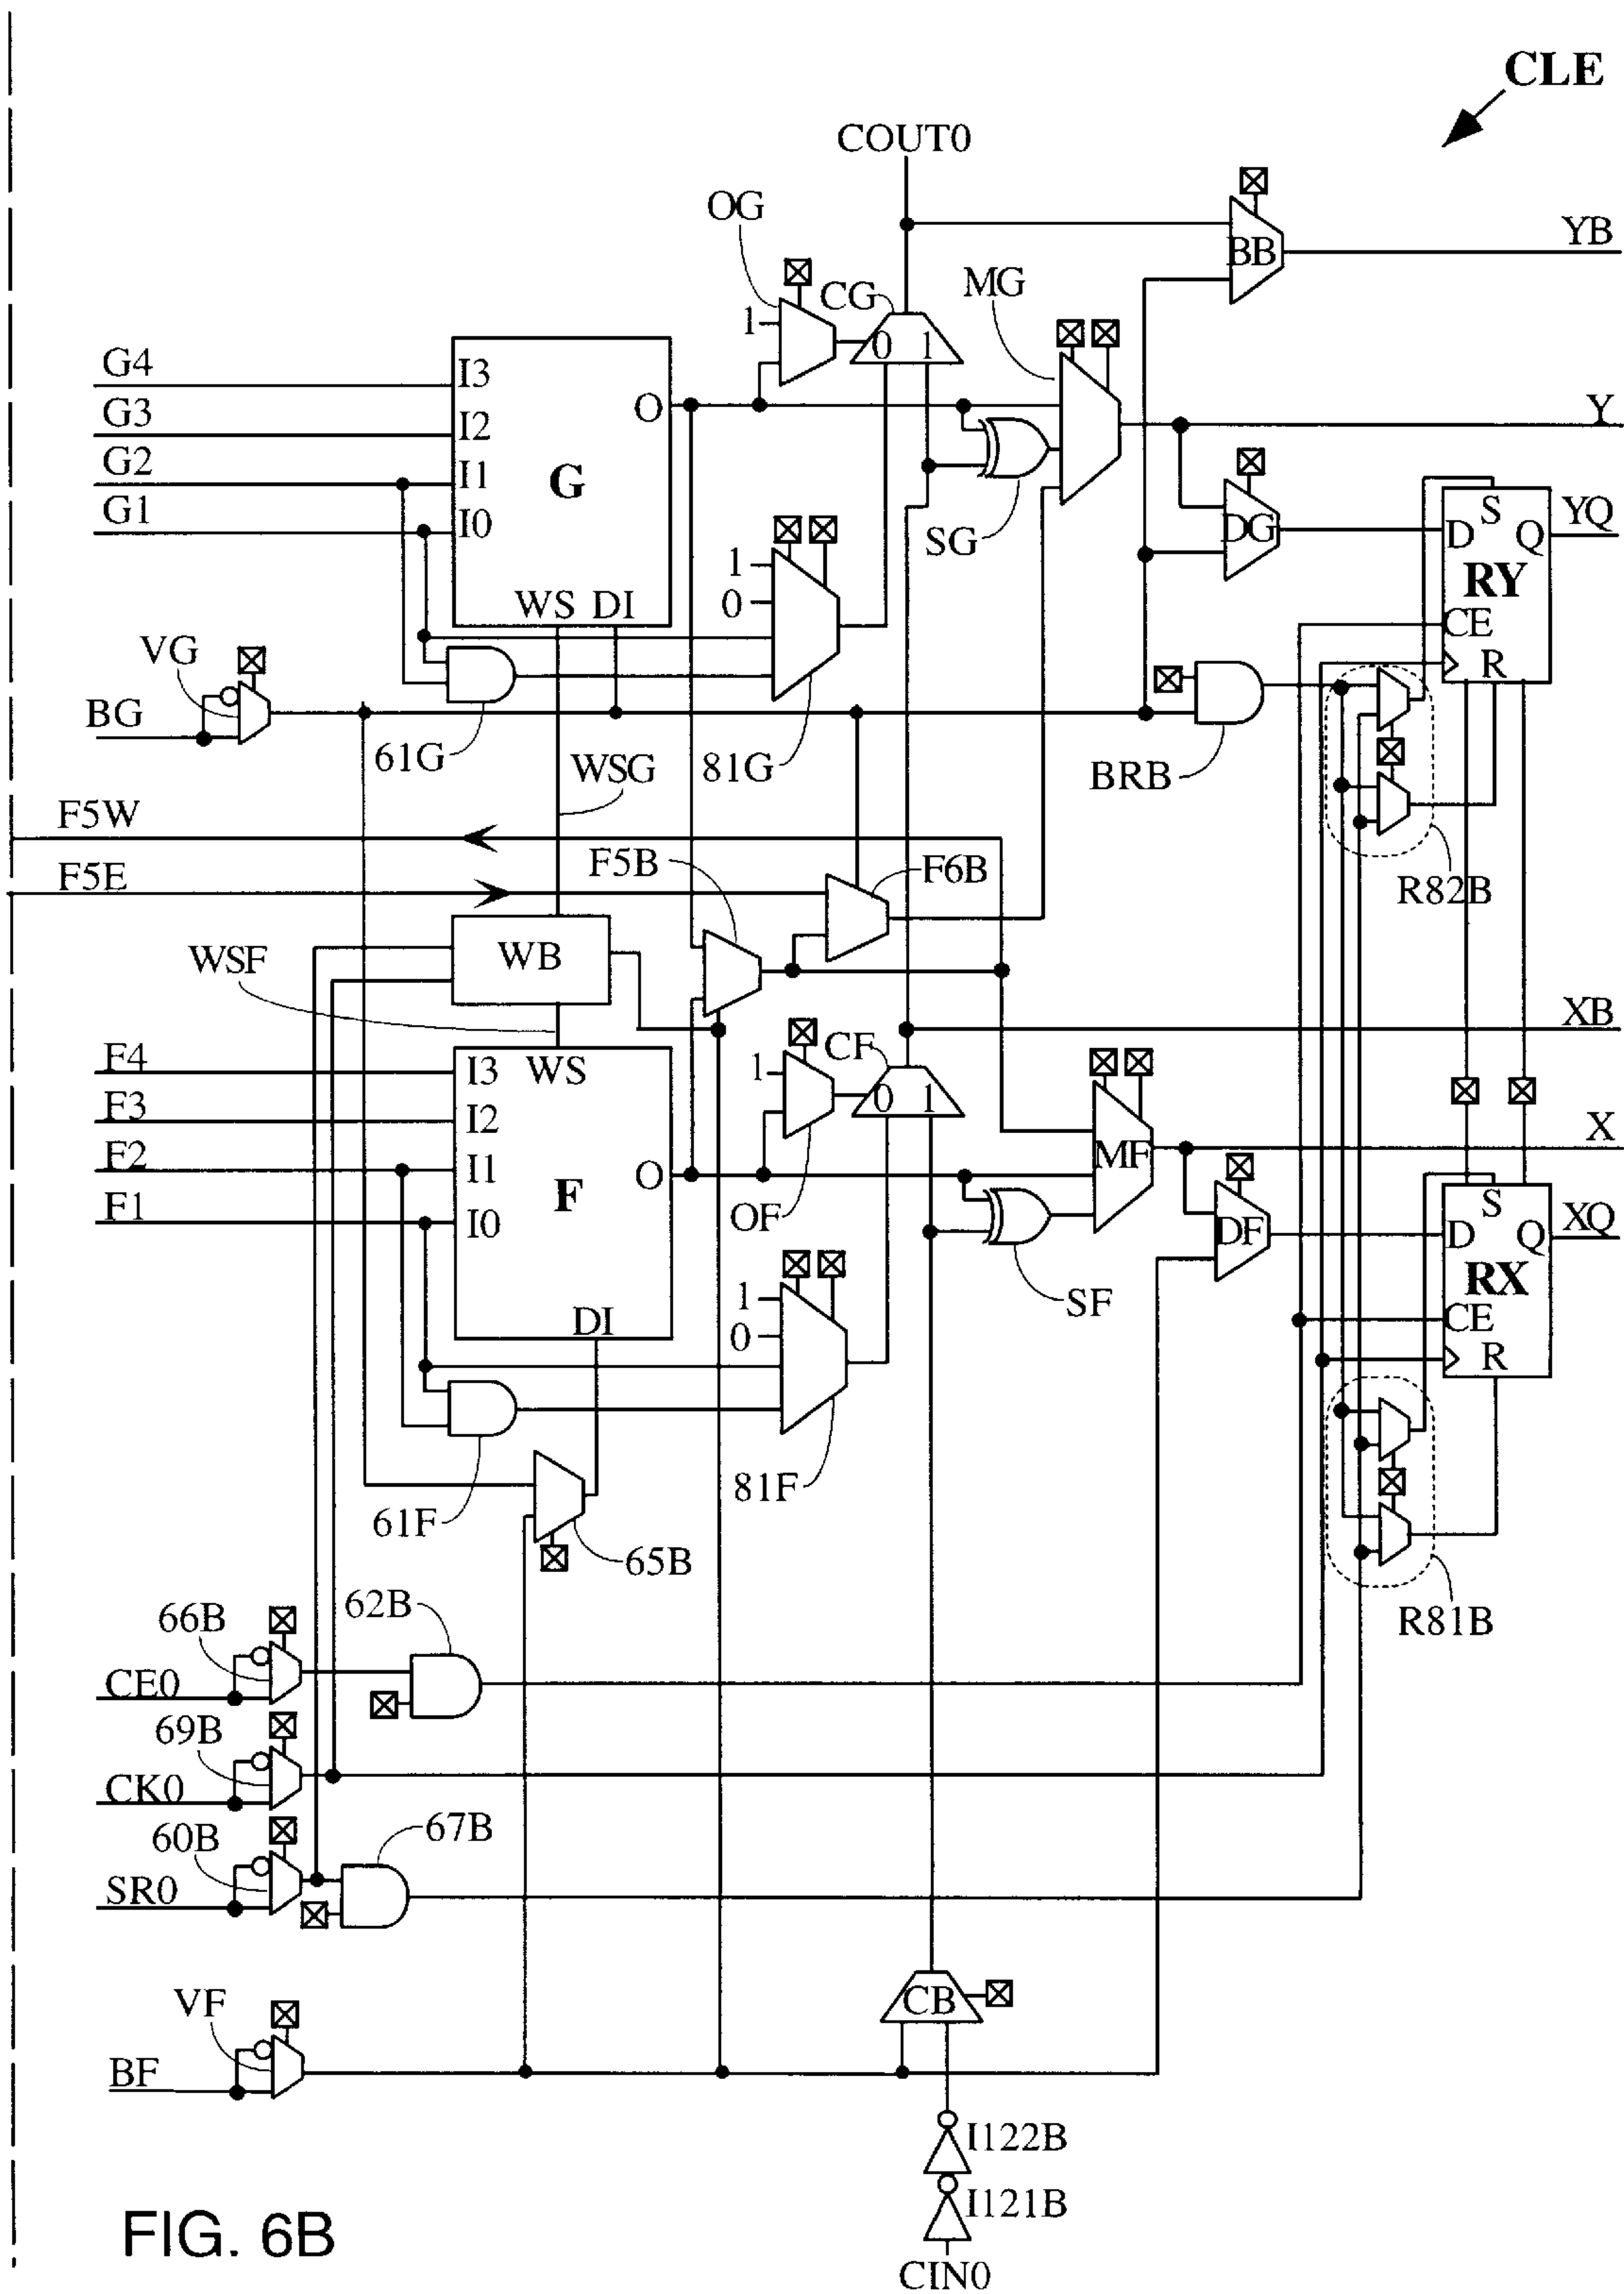 CLE
COUT0
OG
YB
BB
CG
MG
1
0 1
G4
I3
G3
O
Y
I2
G2
I1
G
G1
I0
SG
DG
S
YQ
D Q
RY
1
0
WS DI
CE
VG
R
BG
61G
WSG
81G
BRB
F5W
F5B
F6B
F5E
R82B
WSF
WB
XB
CF
F4
I3 WS
1
0 1
F3
I2
X
F2
I1
MF
O
F
F1
I0
OF
DF
S
XQ
D Q
RX
1
SF
DI
0
CE
R
81F
61F
65B
62B
66B
R81B
CE0
69B
CK0
67B
60B
SR0
VF
CB
BF
I122B
I121B
FIG. 6B
CIN0